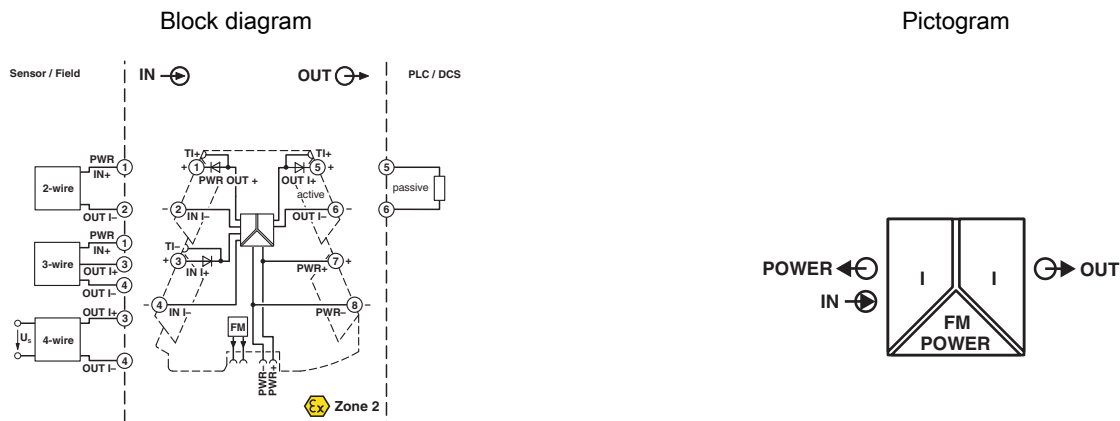 Block diagram
Pictogram
Sensor / Field
IN
OUT
PLC / DCS
2-wire
PWR
IN+
1
OUT I–
2
3-wire
PWR
IN+
1
OUT I+
3
OUT I–
4
4-wire
Us
OUT I+
3
OUT I–
4
TI+
+ 1
PWR OUT +
– 2
IN I–
TI–
+ 3
IN I+
– 4
IN I–
FM
PWR–
PWR+
TI+
5 +
OUT I+
active
6 –
OUT I–
7 +
PWR+
8 –
PWR–
Ex Zone 2
5
passive
6
POWER
IN
I
I
OUT
FM
POWER